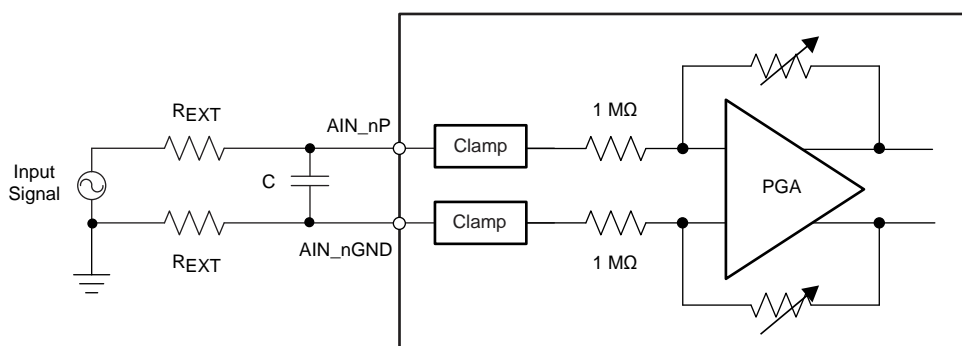 REXT
AIN_nP
1 MΩ
Clamp
Input
Signal
C
PGA
Clamp
REXT
AIN_nGND
1 MΩ